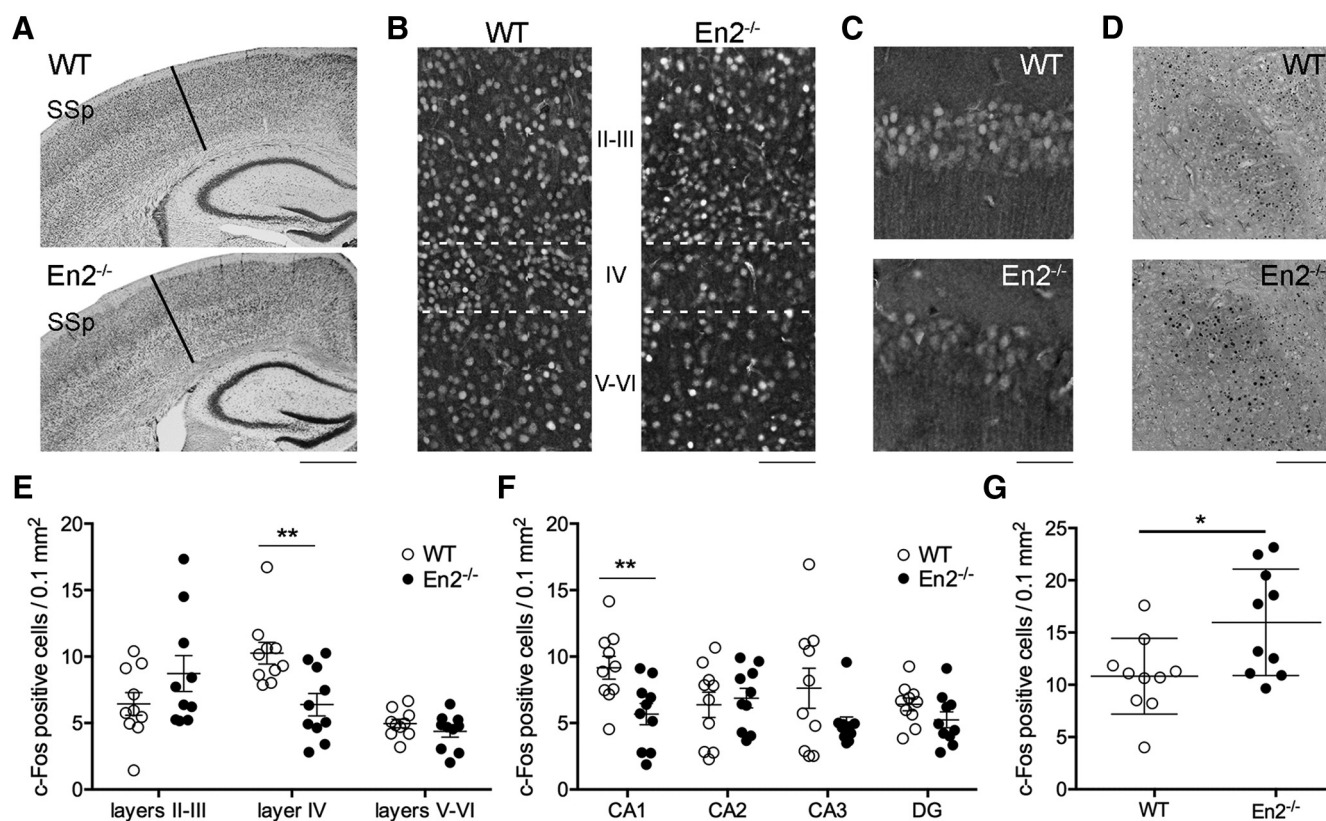 A
WT
SSp
En2-/-
SSp
B
WT
En2-/-
II-III
IV
V-VI
C
WT
En2-/-
D
WT
En2-/-
E
c-Fos positive cells / 0.1 mm2
20
15
10
5
0
**
WT
En2-/-
layers II-III
layer IV
layers V-VI
F
c-Fos positive cells / 0.1 mm2
20
15
10
5
0
**
WT
En2-/-
CA1
CA2
CA3
DG
G
c-Fos positive cells / 0.1 mm2
25
20
15
10
5
0
*
WT
En2-/-